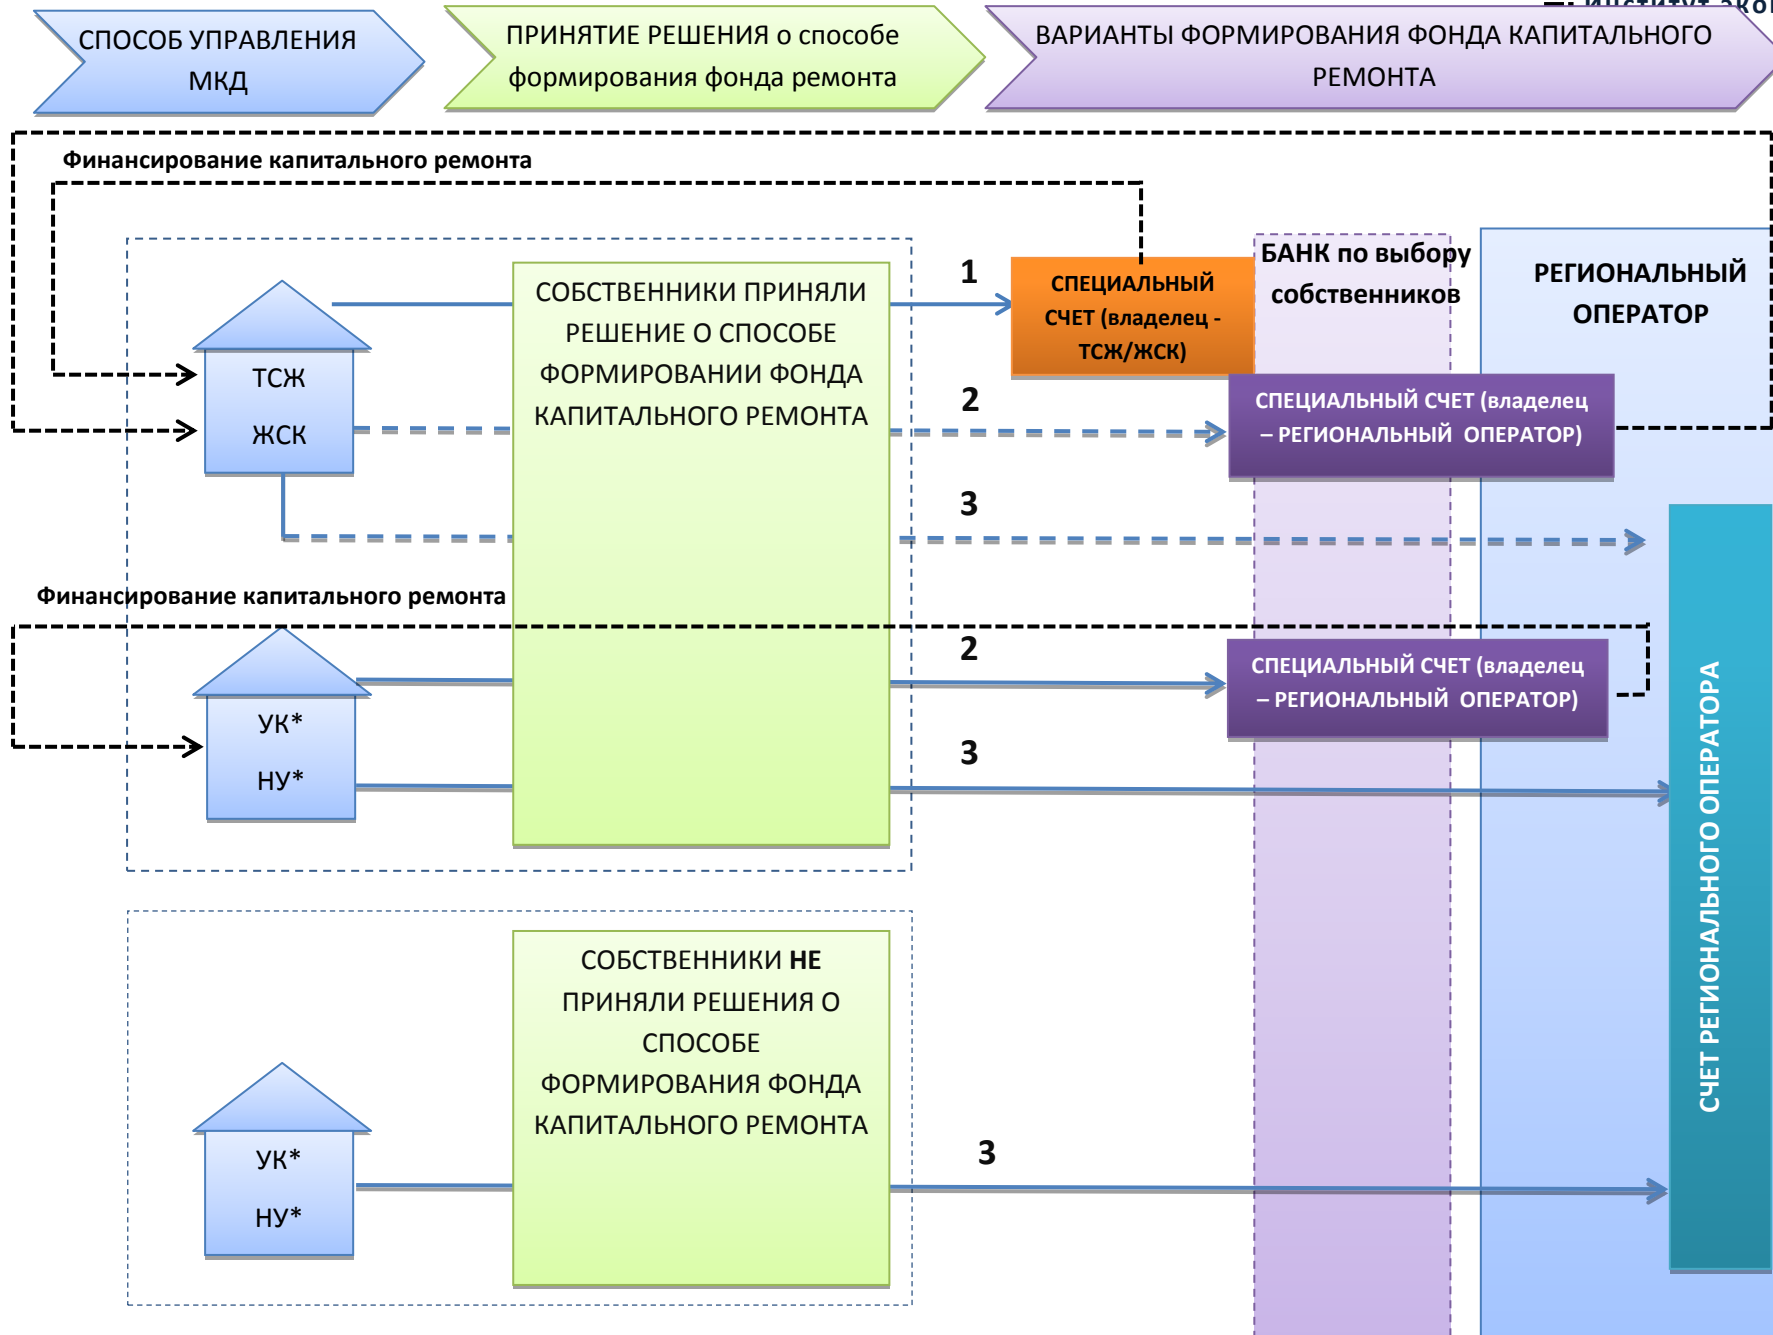 институт эко
СПОСОБ УПРАВЛЕНИЯ
МКД
ПРИНЯТИЕ РЕШЕНИЯ о способе
формирования фонда ремонта
ВАРИАНТЫ ФОРМИРОВАНИЯ ФОНДА КАПИТАЛЬНОГО
РЕМОНТА
Финансирование капитального ремонта
ТСЖ
ЖСК
СОБСТВЕННИКИ ПРИНЯЛИ
РЕШЕНИЕ О СПОСОБЕ
ФОРМИРОВАНИИ ФОНДА
КАПИТАЛЬНОГО РЕМОНТА
1
СПЕЦИАЛЬНЫЙ
СЧЕТ (владелец -
ТСЖ/ЖСК)
БАНК по выбору
собственников
РЕГИОНАЛЬНЫЙ
ОПЕРАТОР
2
СПЕЦИАЛЬНЫЙ СЧЕТ (владелец
– РЕГИОНАЛЬНЫЙ ОПЕРАТОР)
3
Финансирование капитального ремонта
УК*
НУ*
2
СПЕЦИАЛЬНЫЙ СЧЕТ (владелец
– РЕГИОНАЛЬНЫЙ ОПЕРАТОР)
3
СЧЕТ РЕГИОНАЛЬНОГО ОПЕРАТОРА
СОБСТВЕННИКИ НЕ
ПРИНЯЛИ РЕШЕНИЯ О
СПОСОБЕ
ФОРМИРОВАНИЯ ФОНДА
КАПИТАЛЬНОГО РЕМОНТА
УК*
НУ*
3